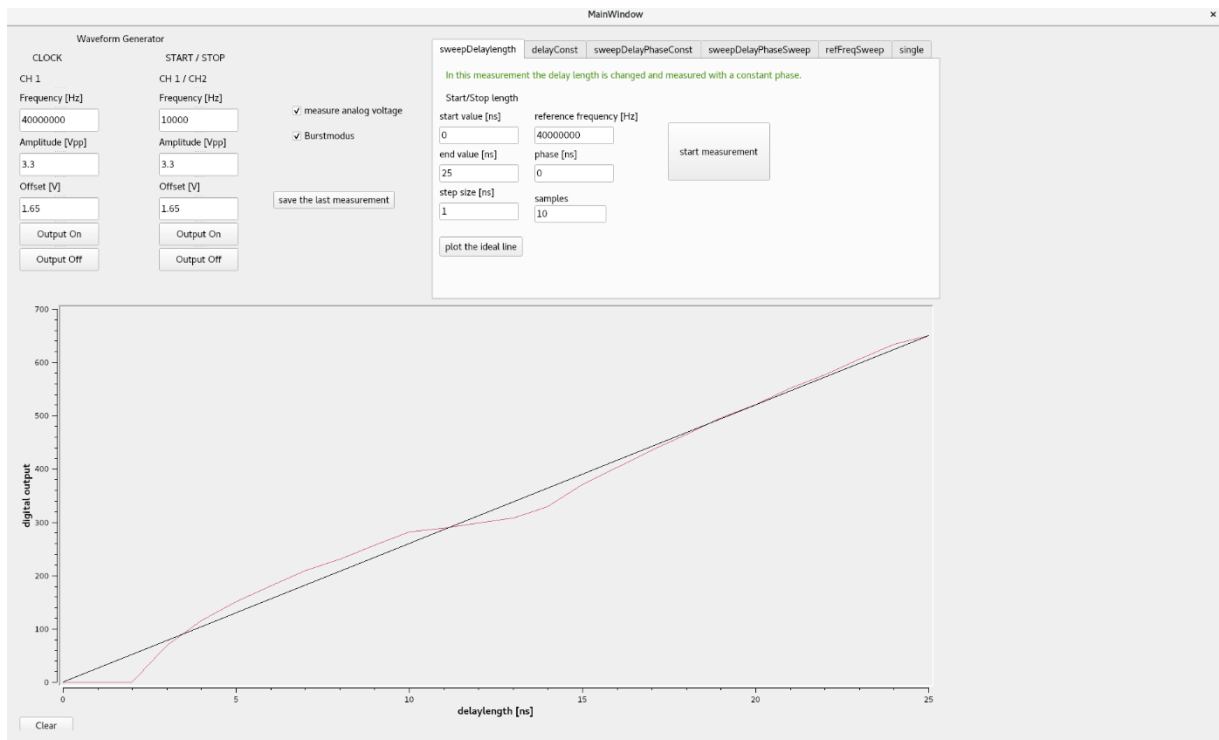 MainWindow
×
Waveform Generator
CLOCK
START / STOP
CH 1
CH 1 / CH2
Frequency [Hz]
Frequency [Hz]
40000000
10000
Amplitude [Vpp]
Amplitude [Vpp]
3.3
3.3
Offset [V]
Offset [V]
1.65
1.65
Output On
Output On
Output Off
Output Off
measure analog voltage
Burstmodus
save the last measurement
sweepDelaylength
delayConst
sweepDelayPhaseConst
sweepDelayPhaseSweep
refFreqSweep
single
In this measurement the delay length is changed and measured with a constant phase.
Start/Stop length
start value [ns]
reference frequency [Hz]
0
40000000
end value [ns]
phase [ns]
25
0
step size [ns]
samples
1
10
start measurement
plot the ideal line
700
600
500
400
300
200
100
0
digital output
0
5
10
15
20
25
delaylength [ns]
Clear